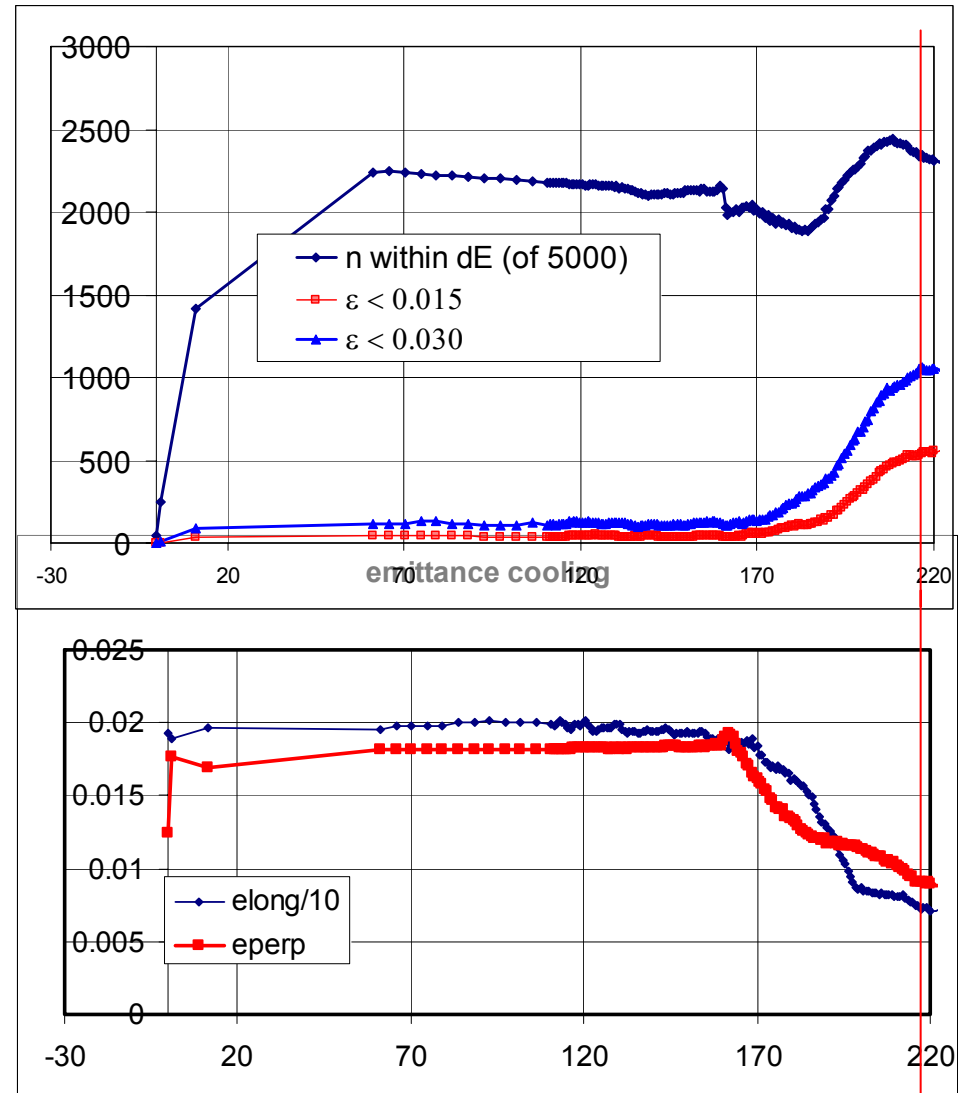 3000
2500
2000
1500
1000
500
0
n within dE (of 5000)
ε < 0.015
ε < 0.030
-30 20 70 120 170 220
emittance cooling
0.025
0.02
0.015
0.01
0.005
0
elong/10
eperp
-30 20 70 120 170 220